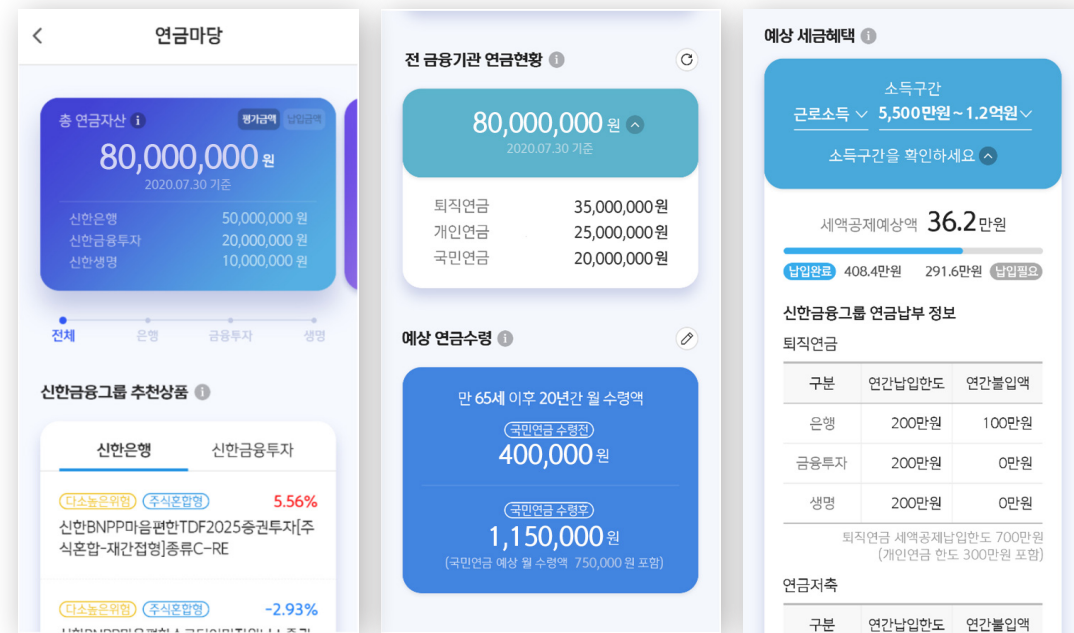 연금마당
총 연금자산
평가금액 납입금액
80,000,000 원
2020.07.30 기준
신한은행 50,000,000 원
신한금융투자 20,000,000 원
신한생명 10,000,000 원
전체 은행 금융투자 생명
신한금융그룹 추천상품
신한은행 신한금융투자
다소높은위험 주식혼합형 5.56%
신한BNPP마음편한TDF2025증권투자[주
식혼합-재간접형]종류C-RE
다소높은위험 주식혼합형 -2.93%
전 금융기관 연금현황
80,000,000 원
2020.07.30 기준
퇴직연금 35,000,000원
개인연금 25,000,000원
국민연금 20,000,000원
예상 연금수령
만 65세 이후 20년간 월 수령액
국민연금 수령전
400,000 원
국민연금 수령후
1,150,000 원
(국민연금 예상 월 수령액 750,000 원 포함)
예상 세금혜택
소득구간
근로소득 5,500만원~1.2억원
소득구간을 확인하세요
세액공제예상액 36.2만원
납입완료 408.4만원 291.6만원 납입필요
신한금융그룹 연금납부 정보
퇴직연금
구분 연간납입한도 연간불입액
은행 200만원 100만원
금융투자 200만원 0만원
생명 200만원 0만원
퇴직연금 세액공제납입한도 700만원
(개인연금 한도 300만원 포함)
연금저축
구분 연간납입한도 연간불입액